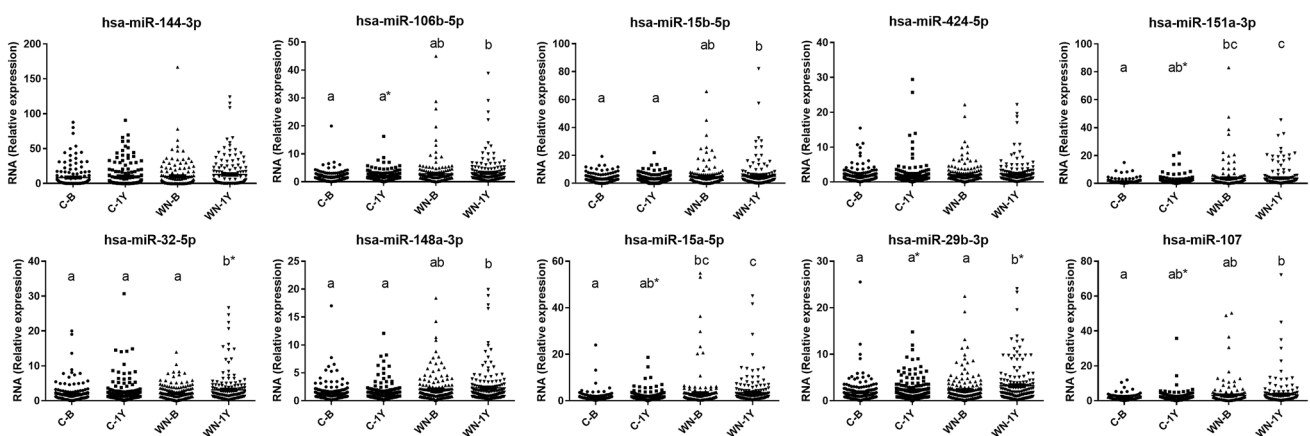 hsa-miR-144-3p
RNA (Relative expression)
200
150
100
50
0
C-B
C-1Y
WN-B
WN-1Y
hsa-miR-106b-5p
RNA (Relative expression)
50
40
30
20
10
0
a
a*
ab
b
C-B
C-1Y
WN-B
WN-1Y
hsa-miR-15b-5p
RNA (Relative expression)
100
80
60
40
20
0
a
a
ab
b
C-B
C-1Y
WN-B
WN-1Y
hsa-miR-424-5p
RNA (Relative expression)
40
30
20
10
0
C-B
C-1Y
WN-B
WN-1Y
hsa-miR-151a-3p
RNA (Relative expression)
100
80
60
40
20
0
a
ab*
bc
c
C-B
C-1Y
WN-B
WN-1Y
hsa-miR-32-5p
RNA (Relative expression)
40
30
20
10
0
a
a
a
b*
C-B
C-1Y
WN-B
WN-1Y
hsa-miR-148a-3p
RNA (Relative expression)
25
20
15
10
5
0
a
a
ab
b
C-B
C-1Y
WN-B
WN-1Y
hsa-miR-15a-5p
RNA (Relative expression)
60
40
20
0
a
ab*
bc
c
C-B
C-1Y
WN-B
WN-1Y
hsa-miR-29b-3p
RNA (Relative expression)
30
20
10
0
a
a*
a
b*
C-B
C-1Y
WN-B
WN-1Y
hsa-miR-107
RNA (Relative expression)
80
60
40
20
0
a
ab*
ab
b
C-B
C-1Y
WN-B
WN-1Y